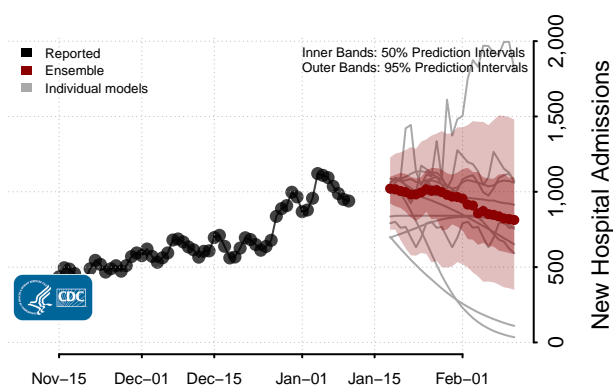 Reported
Ensemble
Individual models
Inner Bands: 50% Prediction Intervals
Outer Bands: 95% Prediction Intervals
2,000
1,500
1,000
500
0
New Hospital Admissions
CDC
Nov−15
Dec−01
Dec−15
Jan−01
Jan−15
Feb−01